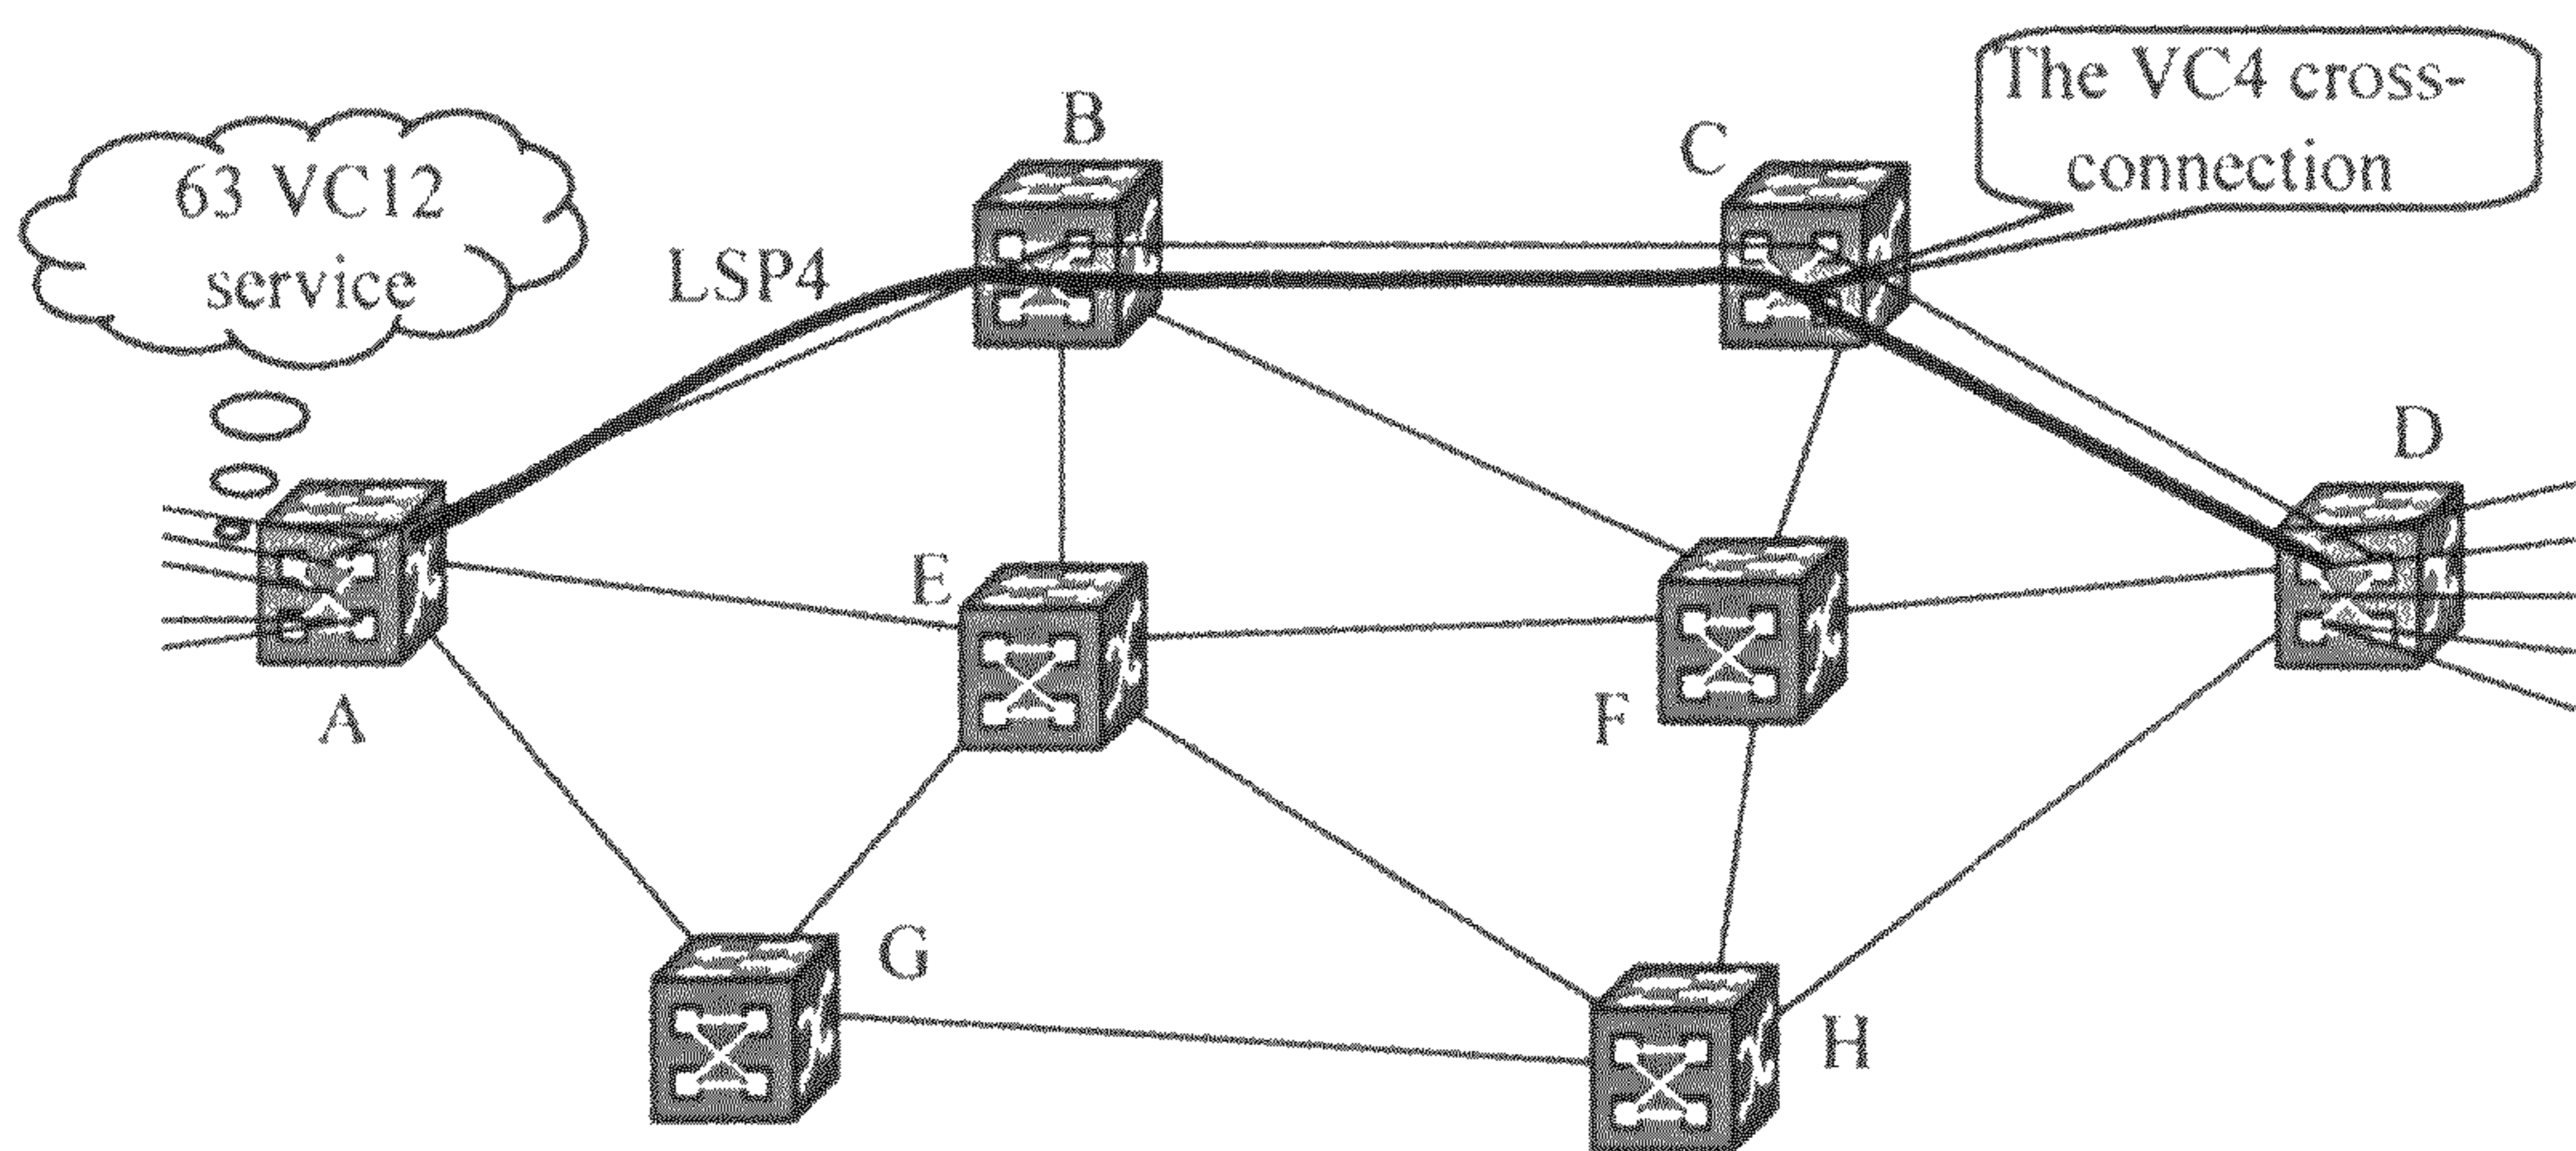 The VC4 cross-
connection
63 VC12
service
LSP4
B
C
D
E
A
F
G
H